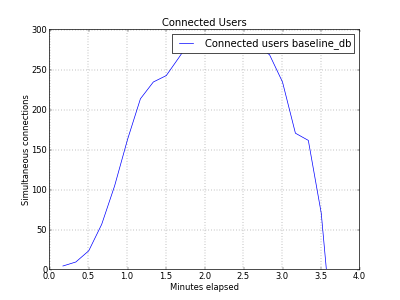 Connected Users
300
Connected users baseline_db
250
200
150
100
50
0
Simultaneous connections
0.0 0.5 1.0 1.5 2.0 2.5 3.0 3.5 4.0
Minutes elapsed